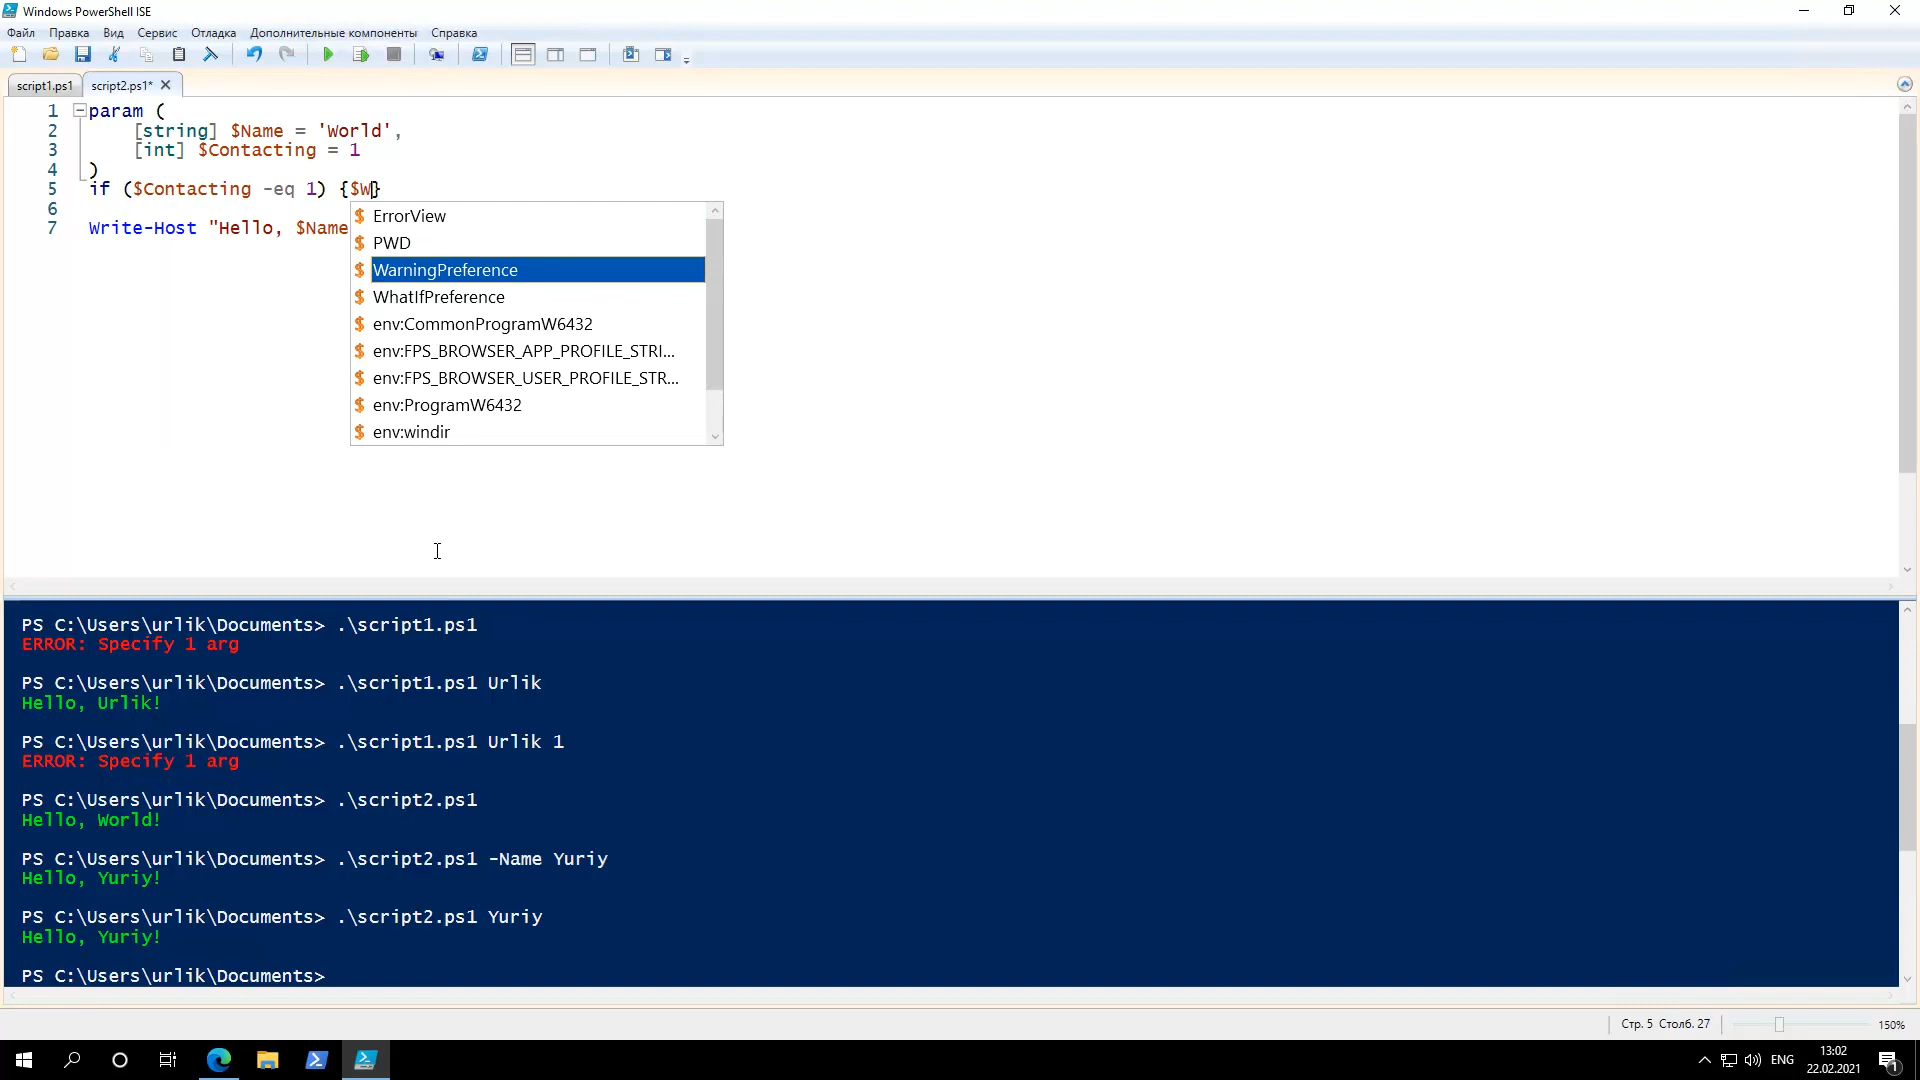 Windows PowerShell ISE
Файл Правка Вид Сервис Отладка Дополнительные компоненты Справка
script1.ps1 script2.ps1*
1 param (
2 [string] $Name = 'World',
3 [int] $Contacting = 1
4 )
5 if ($Contacting -eq 1) {$W}
6
7 Write-Host "Hello, $Name
ErrorView
PWD
WarningPreference
WhatIfPreference
env:CommonProgramW6432
env:FPS_BROWSER_APP_PROFILE_STRI...
env:FPS_BROWSER_USER_PROFILE_STR...
env:ProgramW6432
env:windir
PS C:\Users\urlik\Documents> .\script1.ps1
ERROR: Specify 1 arg
PS C:\Users\urlik\Documents> .\script1.ps1 Urlik
Hello, Urlik!
PS C:\Users\urlik\Documents> .\script1.ps1 Urlik 1
ERROR: Specify 1 arg
PS C:\Users\urlik\Documents> .\script2.ps1
Hello, World!
PS C:\Users\urlik\Documents> .\script2.ps1 -Name Yuriy
Hello, Yuriy!
PS C:\Users\urlik\Documents> .\script2.ps1 Yuriy
Hello, Yuriy!
PS C:\Users\urlik\Documents>
Стр. 5 Столб. 27 150%
ENG
13:02
22.02.2021
1